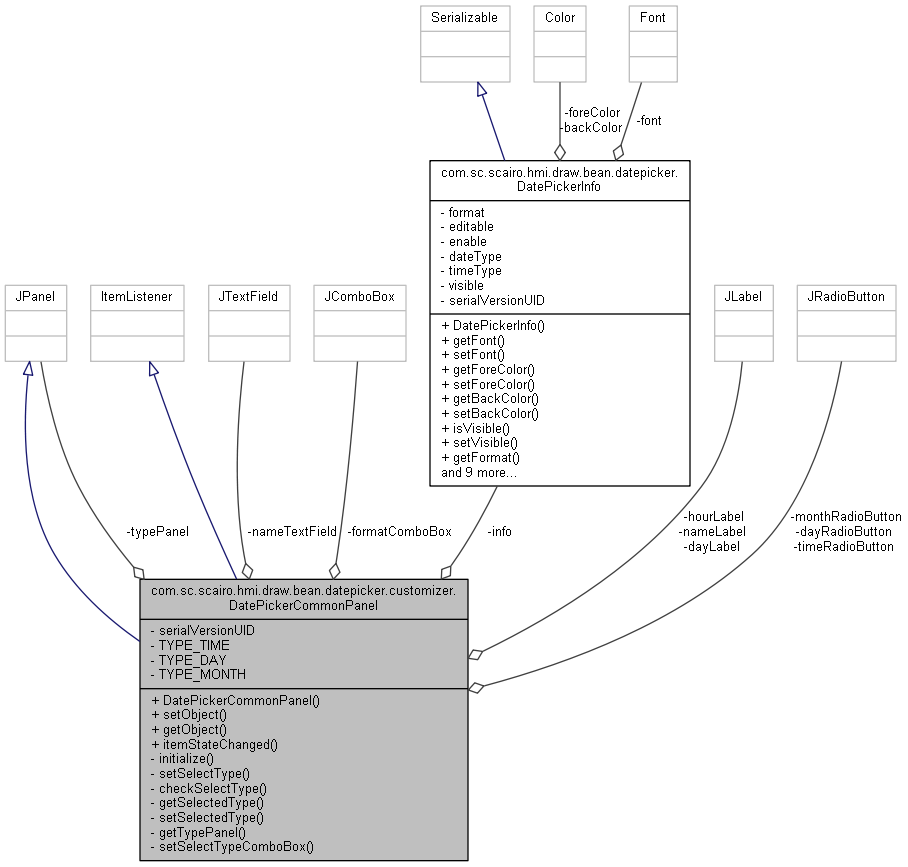 Serializable
Color
Font
-foreColor
-backColor
-font
com.sc.scairo.hmi.draw.bean.datepicker.
DatePickerInfo
- format
- editable
- enable
- dateType
- timeType
- visible
- serialVersionUID
+ DatePickerInfo()
+ getFont()
+ setFont()
+ getForeColor()
+ setForeColor()
+ getBackColor()
+ setBackColor()
+ isVisible()
+ setVisible()
+ getFormat()
and 9 more...
JPanel
ItemListener
JTextField
JComboBox
JLabel
JRadioButton
-typePanel
-nameTextField
-formatComboBox
-info
-hourLabel
-nameLabel
-dayLabel
-monthRadioButton
-dayRadioButton
-timeRadioButton
com.sc.scairo.hmi.draw.bean.datepicker.customizer.
DatePickerCommonPanel
- serialVersionUID
- TYPE_TIME
- TYPE_DAY
- TYPE_MONTH
+ DatePickerCommonPanel()
+ setObject()
+ getObject()
+ itemStateChanged()
- initialize()
- setSelectType()
- checkSelectType()
- getSelectedType()
- setSelectedType()
- getTypePanel()
- setSelectTypeComboBox()